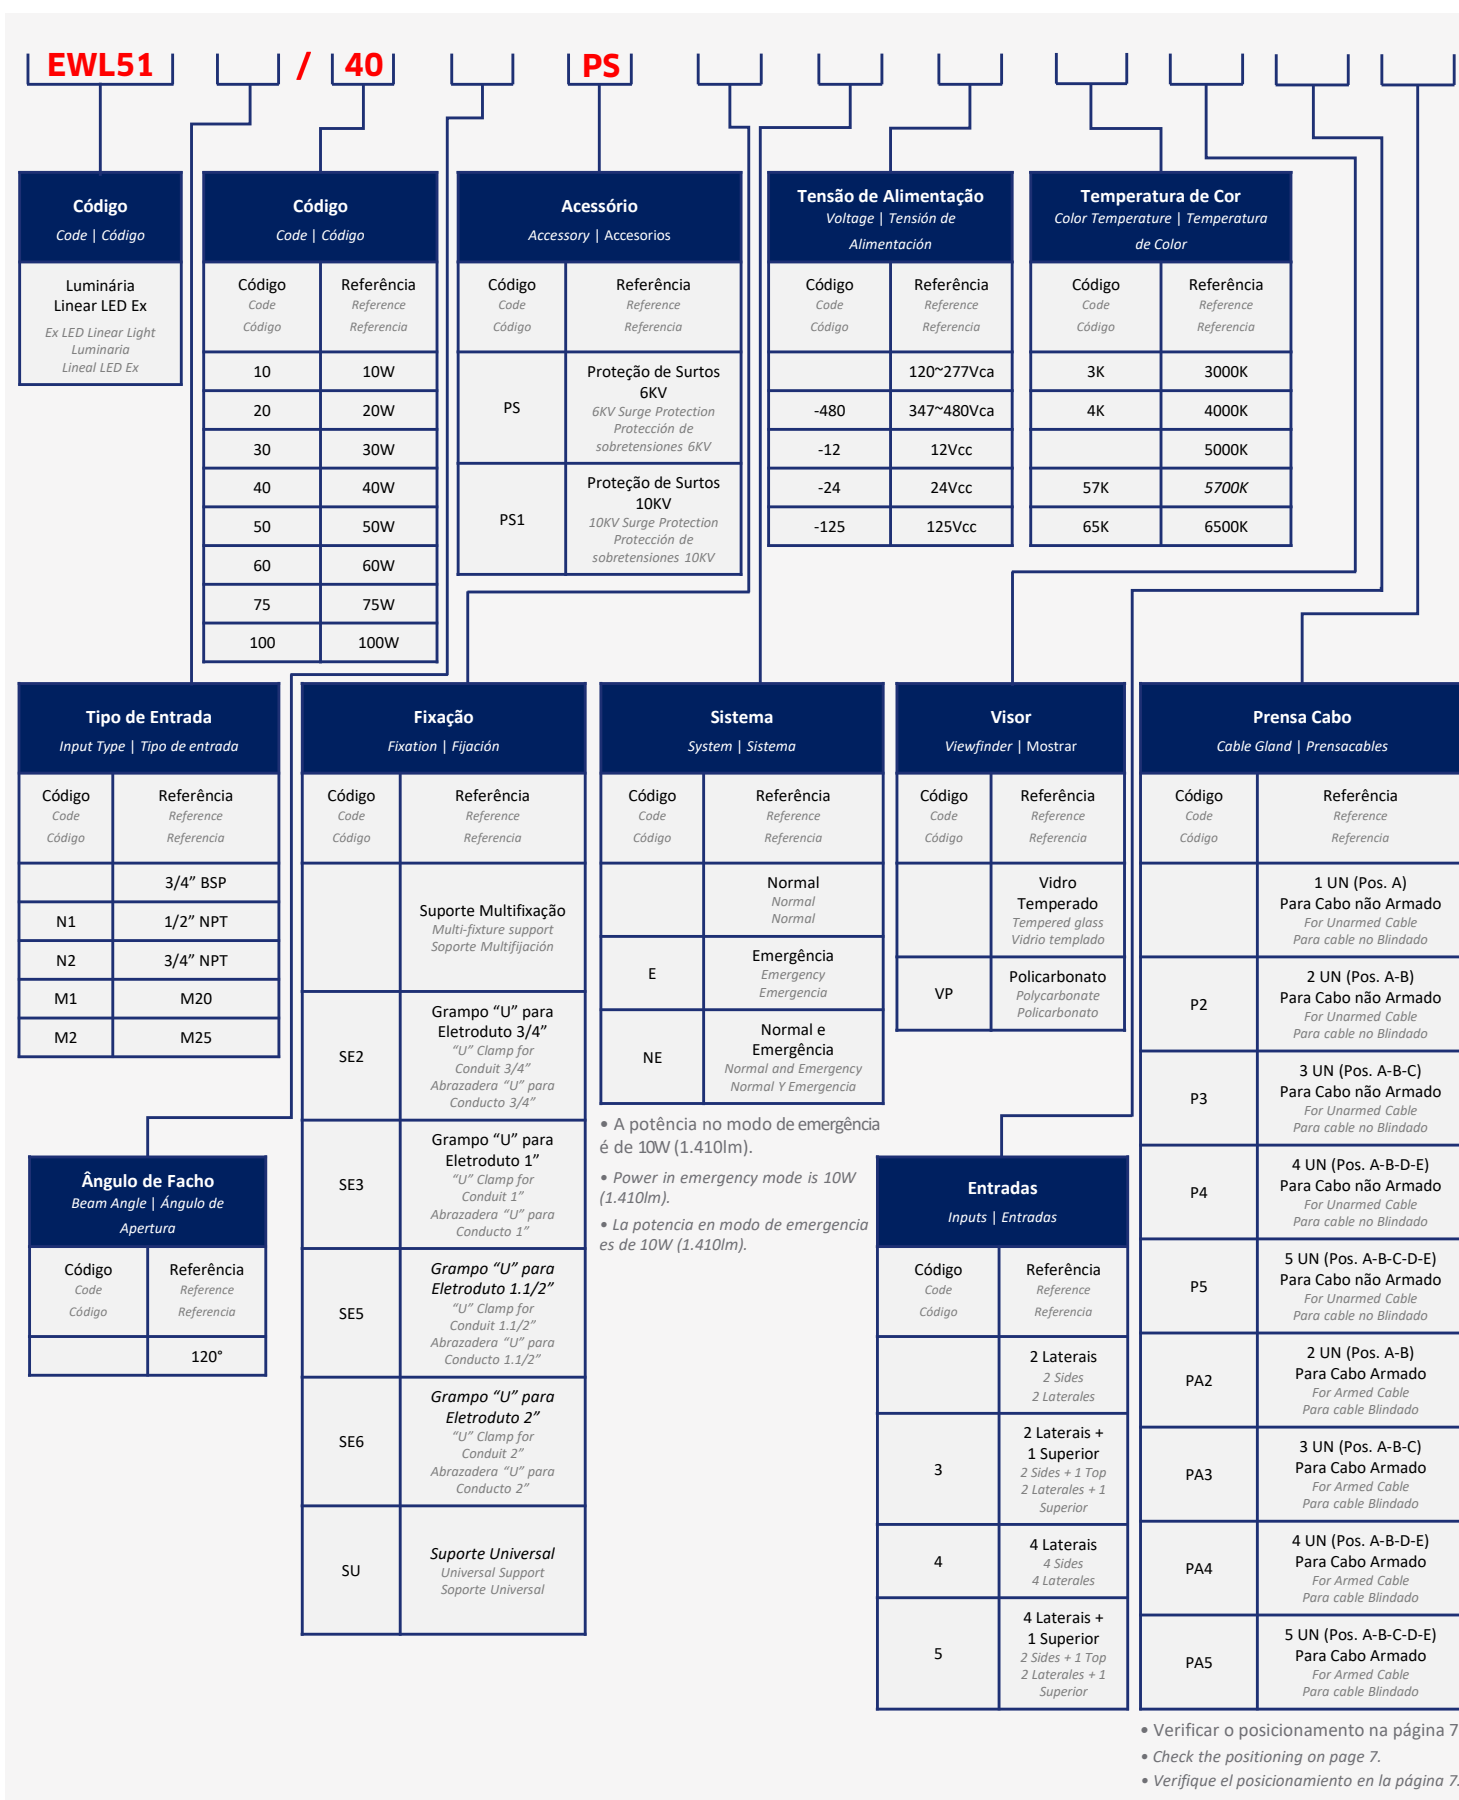 EWL51 / 40 PS
Código
Code | Código
Luminária
Linear LED Ex
Ex LED Linear Light
Luminaria
Lineal LED Ex
Código
Code | Código
Código Referência
Code Reference
Código Referencia
10 10W
20 20W
30 30W
40 40W
50 50W
60 60W
75 75W
100 100W
Acessório
Accessory | Accesorios
Código Referência
Code Reference
Código Referencia
PS
Proteção de Surtos
6KV
6KV Surge Protection
Protección de
sobretensiones 6KV
PS1
Proteção de Surtos
10KV
10KV Surge Protection
Protección de
sobretensiones 10KV
Tensão de Alimentação
Voltage | Tensión de
Alimentación
Código Referência
Code Reference
Código Referencia
120~277Vca
-480 347~480Vca
-12 12Vcc
-24 24Vcc
-125 125Vcc
Temperatura de Cor
Color Temperature | Temperatura
de Color
Código Referência
Code Reference
Código Referencia
3K 3000K
4K 4000K
5000K
57K 5700K
65K 6500K
Tipo de Entrada
Input Type | Tipo de entrada
Código Referência
Code Reference
Código Referencia
3/4” BSP
N1 1/2” NPT
N2 3/4” NPT
M1 M20
M2 M25
Ângulo de Facho
Beam Angle | Ángulo de
Apertura
Código Referência
Code Reference
Código Referencia
120°
Fixação
Fixation | Fijación
Código Referência
Code Reference
Código Referencia
Suporte Multifixação
Multi-fixture support
Soporte Multifijación
SE2
Grampo “U” para
Eletroduto 3/4”
“U” Clamp for
Conduit 3/4”
Abrazadera “U” para
Conducto 3/4”
SE3
Grampo “U” para
Eletroduto 1”
“U” Clamp for
Conduit 1”
Abrazadera “U” para
Conducto 1”
SE5
Grampo “U” para
Eletroduto 1.1/2”
“U” Clamp for
Conduit 1.1/2”
Abrazadera “U” para
Conducto 1.1/2”
SE6
Grampo “U” para
Eletroduto 2”
“U” Clamp for
Conduit 2”
Abrazadera “U” para
Conducto 2”
SU
Suporte Universal
Universal Support
Soporte Universal
Sistema
System | Sistema
Código Referência
Code Reference
Código Referencia
Normal
Normal
Normal
E
Emergência
Emergency
Emergencia
NE
Normal e
Emergência
Normal and Emergency
Normal Y Emergencia
• A potência no modo de emergência
é de 10W (1.410lm).
• Power in emergency mode is 10W
(1.410lm).
• La potencia en modo de emergencia
es de 10W (1.410lm).
Visor
Viewfinder | Mostrar
Código Referência
Code Reference
Código Referencia
Vidro
Temperado
Tempered glass
Vidrio templado
VP
Policarbonato
Polycarbonate
Policarbonato
Entradas
Inputs | Entradas
Código Referência
Code Reference
Código Referencia
2 Laterais
2 Sides
2 Laterales
3
2 Laterais +
1 Superior
2 Sides + 1 Top
2 Laterales + 1
Superior
4
4 Laterais
4 Sides
4 Laterales
5
4 Laterais +
1 Superior
2 Sides + 1 Top
2 Laterales + 1
Superior
Prensa Cabo
Cable Gland | Prensacables
Código Referência
Code Reference
Código Referencia
1 UN (Pos. A)
Para Cabo não Armado
For Unarmed Cable
Para cable no Blindado
P2
2 UN (Pos. A-B)
Para Cabo não Armado
For Unarmed Cable
Para cable no Blindado
P3
3 UN (Pos. A-B-C)
Para Cabo não Armado
For Unarmed Cable
Para cable no Blindado
P4
4 UN (Pos. A-B-D-E)
Para Cabo não Armado
For Unarmed Cable
Para cable no Blindado
P5
5 UN (Pos. A-B-C-D-E)
Para Cabo não Armado
For Unarmed Cable
Para cable no Blindado
PA2
2 UN (Pos. A-B)
Para Cabo Armado
For Armed Cable
Para cable Blindado
PA3
3 UN (Pos. A-B-C)
Para Cabo Armado
For Armed Cable
Para cable Blindado
PA4
4 UN (Pos. A-B-D-E)
Para Cabo Armado
For Armed Cable
Para cable Blindado
PA5
5 UN (Pos. A-B-C-D-E)
Para Cabo Armado
For Armed Cable
Para cable Blindado
• Verificar o posicionamento na página 7
• Check the positioning on page 7.
• Verifique el posicionamiento en la página 7.